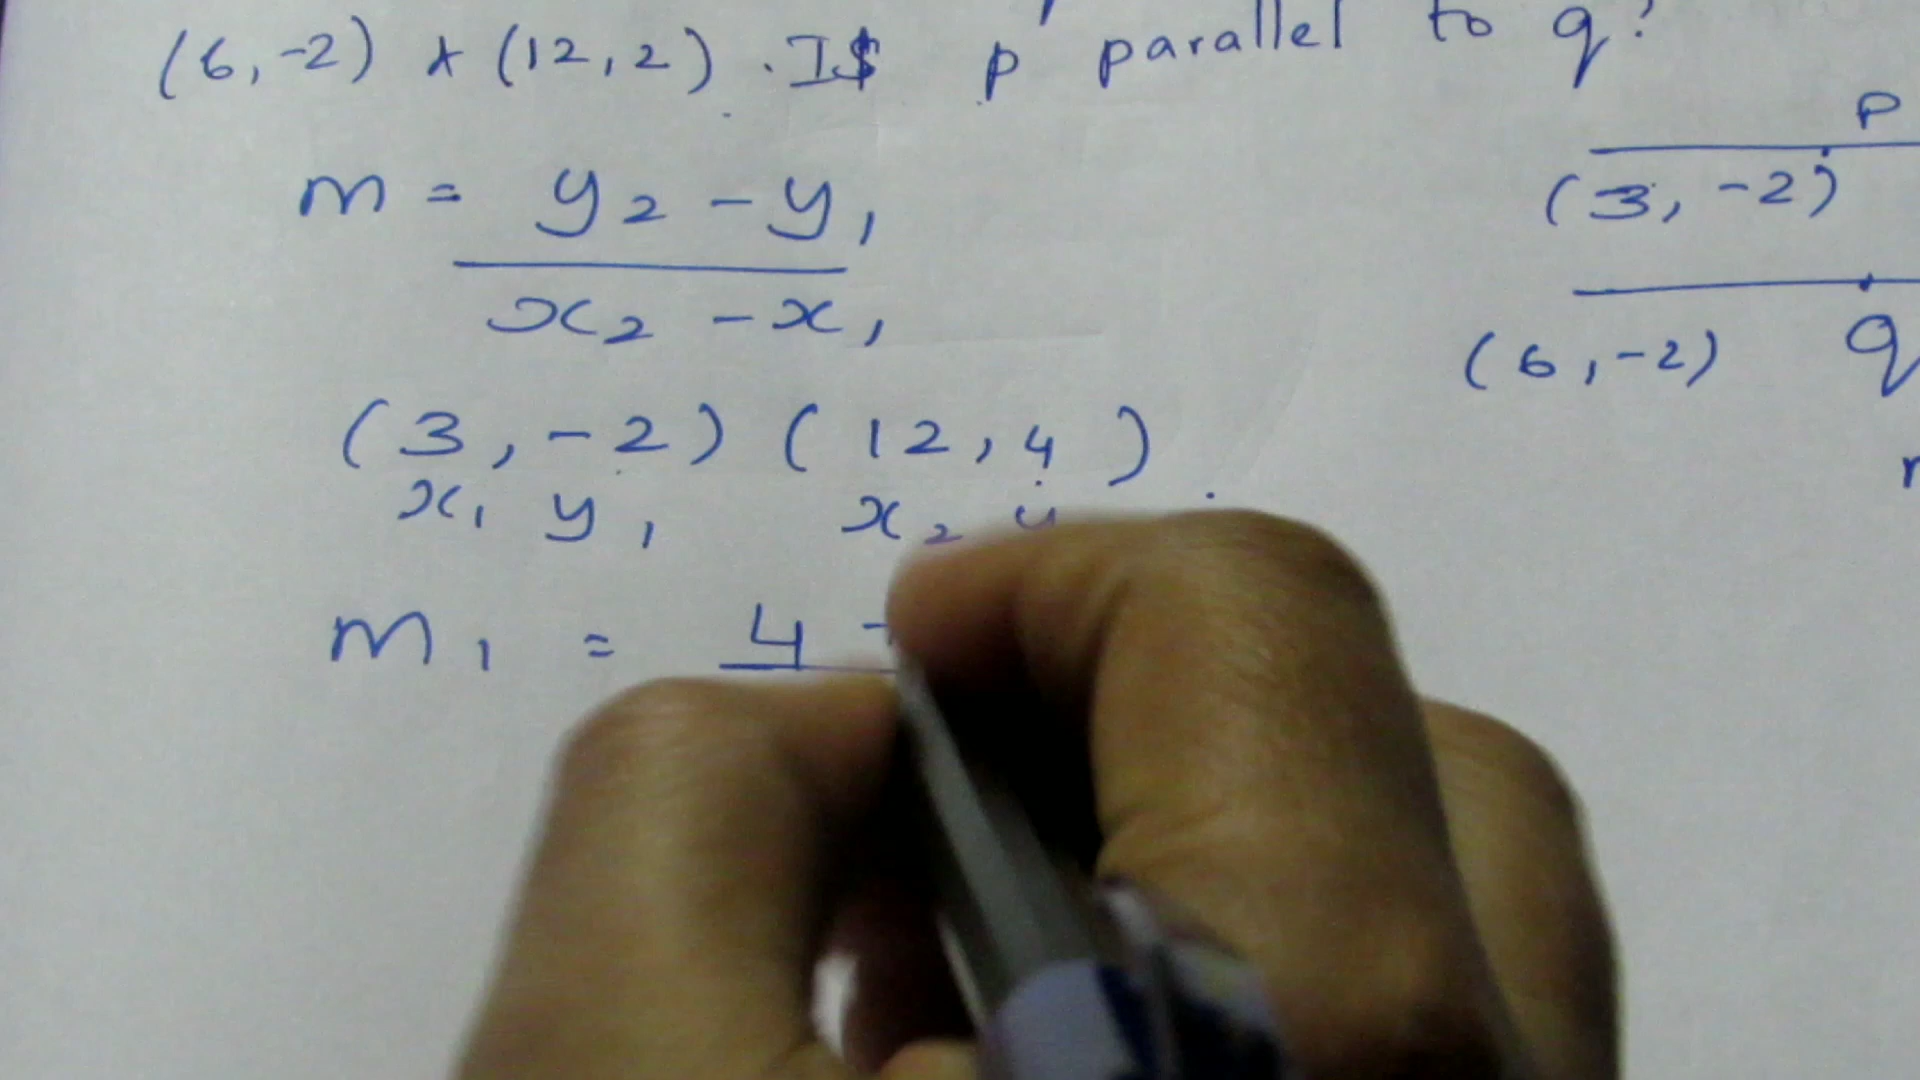 (6, -2) & (12, 2). Is p parallel to q?
m = y2 - y1
x2 - x1
(3, -2) (12, 4)
x1 y1 x2 y
m1 = 4 -
P
(3, -2)
(6, -2) q